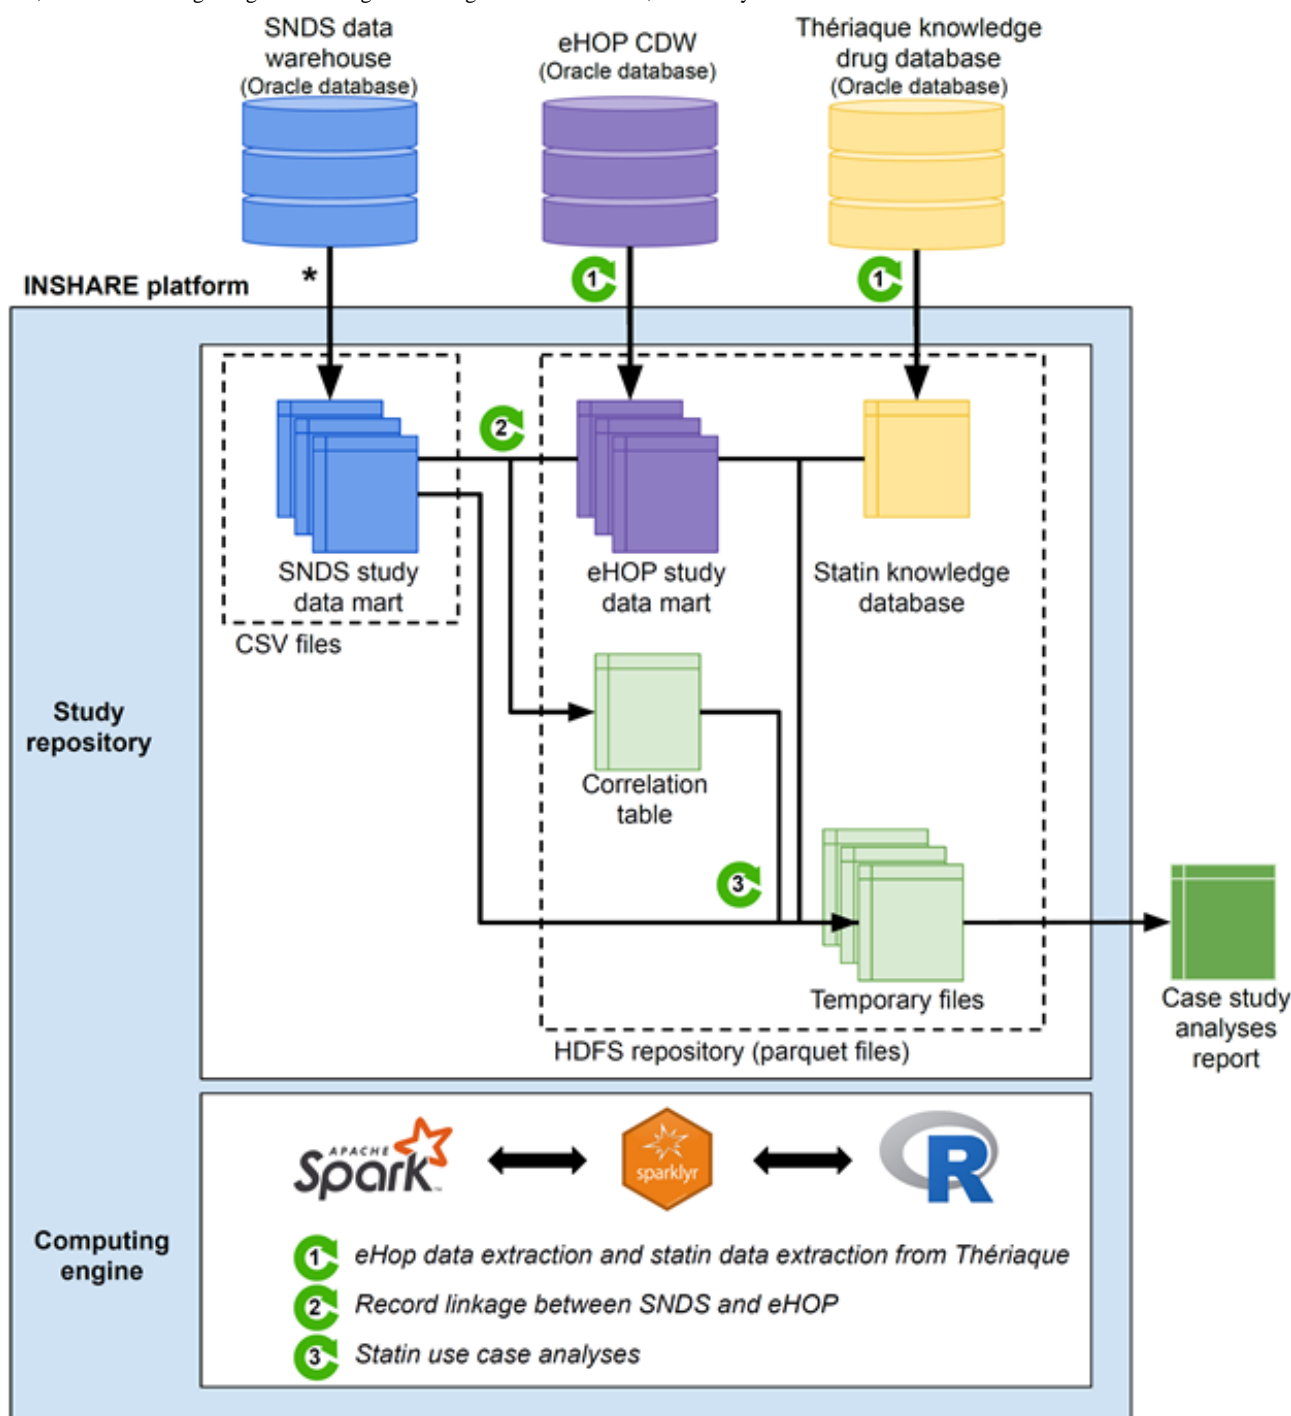 SNDS data
warehouse
(Oracle database)
eHOP CDW
(Oracle database)
Thériaque knowledge
drug database
(Oracle database)
*
1
1
INSHARE platform
2
SNDS study
data mart
eHOP study
data mart
Statin knowledge
database
CSV files
Study
repository
Correlation
table
3
Temporary files
Case study
analyses
report
HDFS repository (parquet files)
APACHE
Spark™
sparklyr
R
Computing
engine
1 eHop data extraction and statin data extraction from Thériaque
2 Record linkage between SNDS and eHOP
3 Statin use case analyses